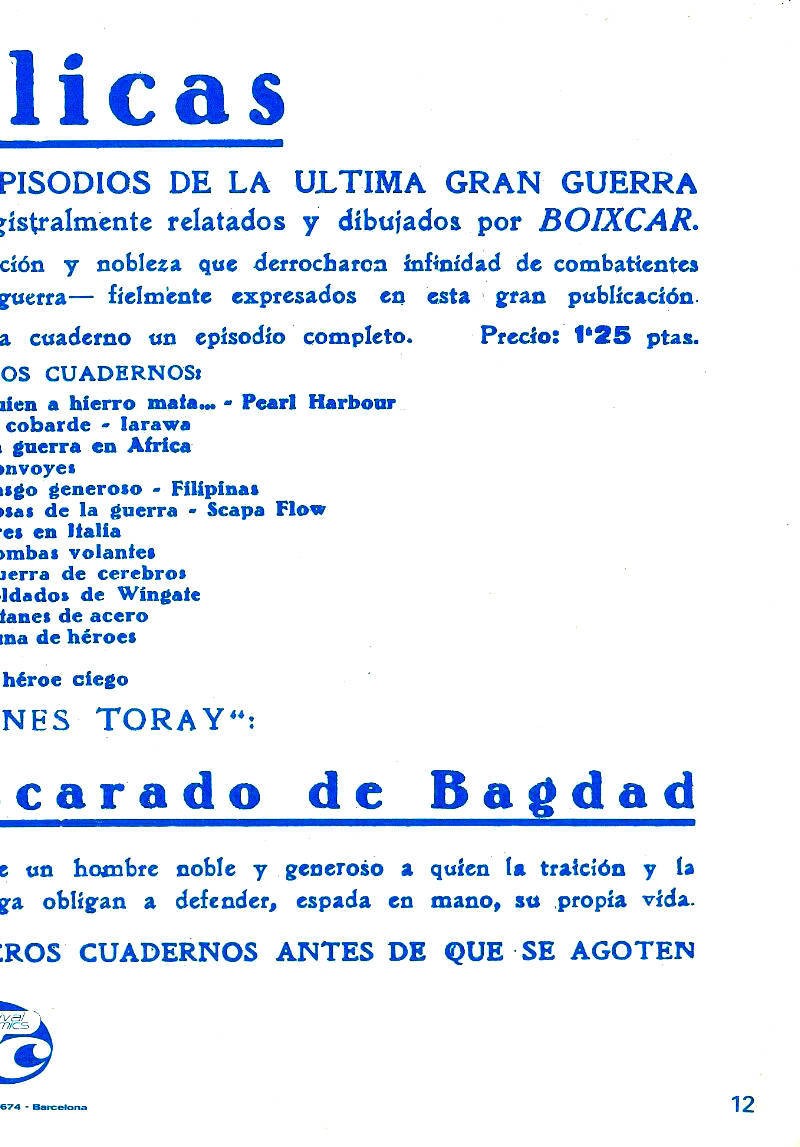 licas
PISODIOS DE LA ULTIMA GRAN GUERRA
gistralmente relatados y dibujados por BOIXCAR.
ción y nobleza que derrocharon infinidad de combatientes
guerra— fielmente expresados en esta gran publicación.
a cuaderno un episodio completo. Precio: 1'25 ptas.
OS CUADERNOS:
uien a hierro mata... - Pearl Harbour
cobarde - Iarawa
guerra en Africa
onvoyes
asgo generoso - Filipinas
osas de la guerra - Scapa Flow
res en Italia
ombas volantes
uerra de cerebros
oldados de Wingate
tanes de acero
una de héroes
héroe ciego
NES TORAY“:
carado de Bagdad
e un hombre noble y generoso a quien la traición y la
ga obligan a defender, espada en mano, su propia vida.
EROS CUADERNOS ANTES DE QUE SE AGOTEN
vival
mics
674 - Barcelona
12